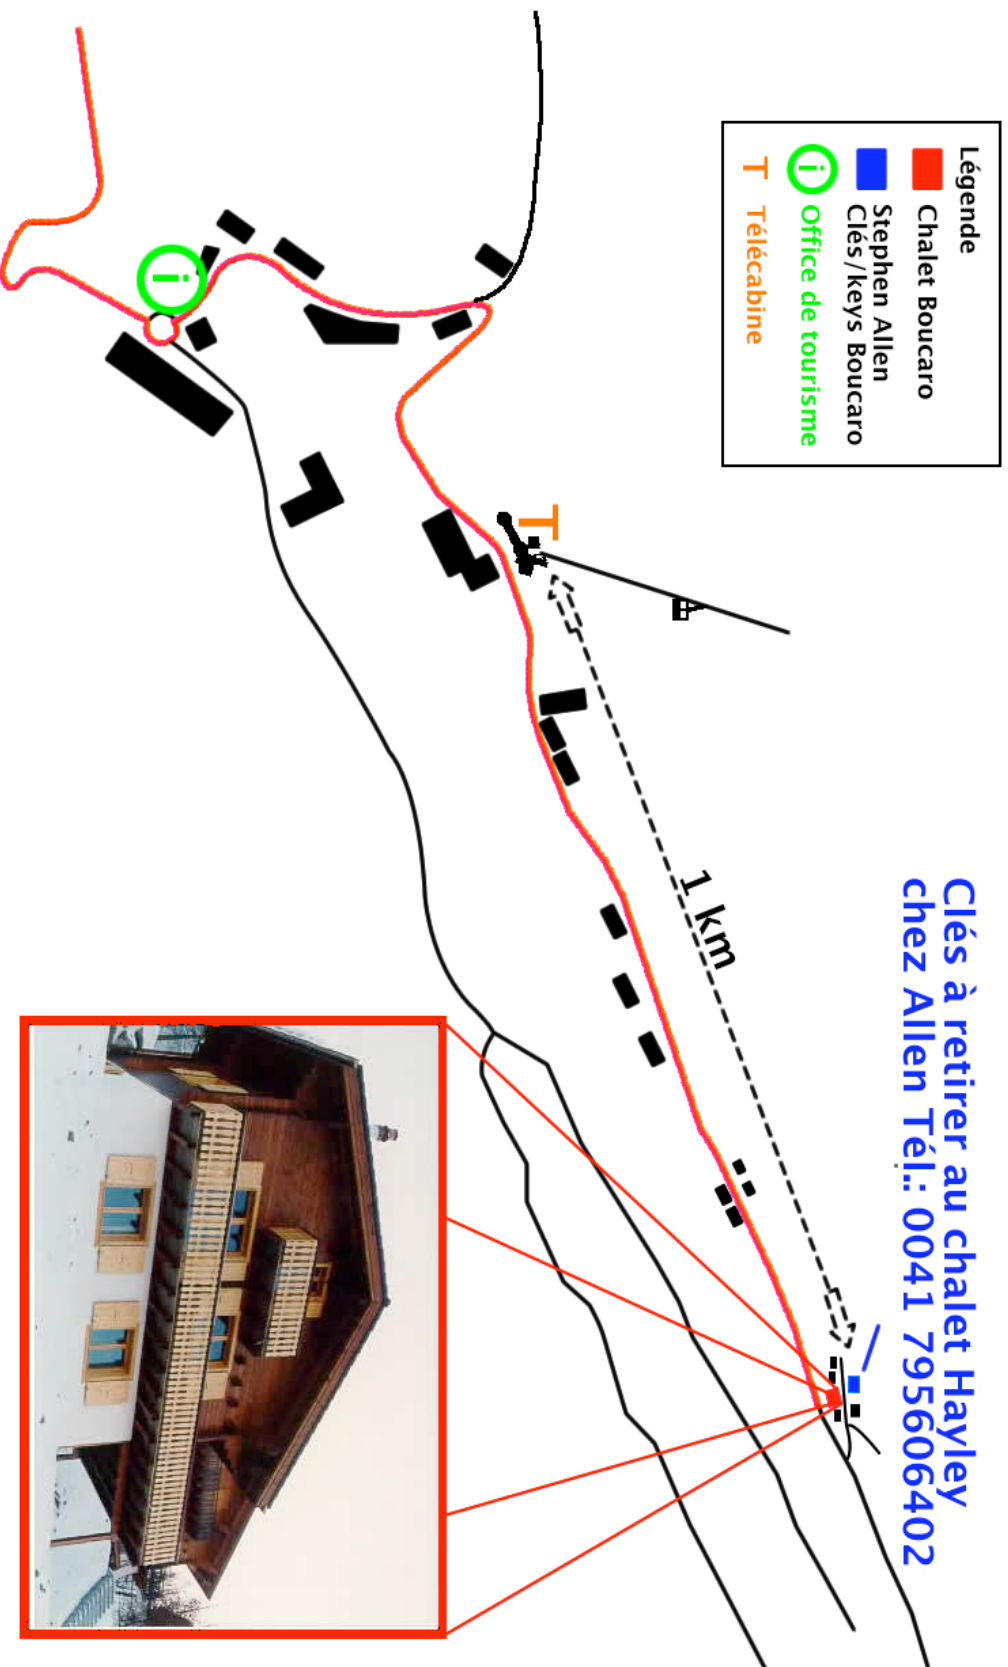 Légende
Chalet Boucaro
Stephen Allen
Clés/keys Boucaro
i Office de tourisme
T Télécabine
i
T
1 km
Clés à retirer au chalet Hayley
chez Allen Tél.: 0041 795606402